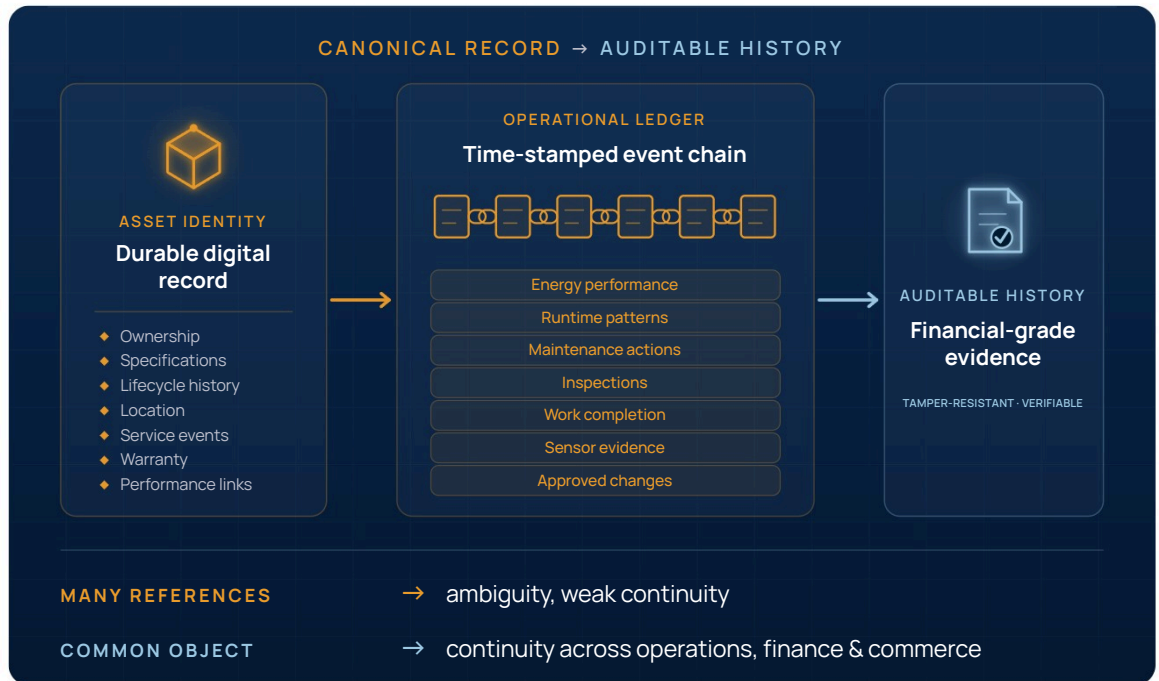 CANONICAL RECORD → AUDITABLE HISTORY
ASSET IDENTITY
Durable digital
record
◆ Ownership
◆ Specifications
◆ Lifecycle history
◆ Location
◆ Service events
◆ Warranty
◆ Performance links
OPERATIONAL LEDGER
Time-stamped event chain
Energy performance
Runtime patterns
Maintenance actions
Inspections
Work completion
Sensor evidence
Approved changes
AUDITABLE HISTORY
Financial-grade
evidence
TAMPER-RESISTANT · VERIFIABLE
MANY REFERENCES → ambiguity, weak continuity
COMMON OBJECT → continuity across operations, finance & commerce